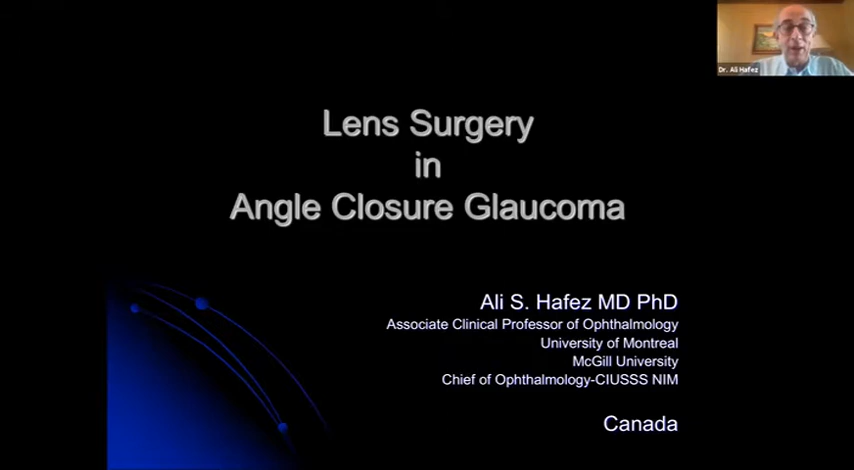 Dr. Ali Hafez
Lens Surgery
in
Angle Closure Glaucoma
Ali S. Hafez MD PhD
Associate Clinical Professor of Ophthalmology
University of Montreal
McGill University
Chief of Ophthalmology-CIUSSS NIM
Canada